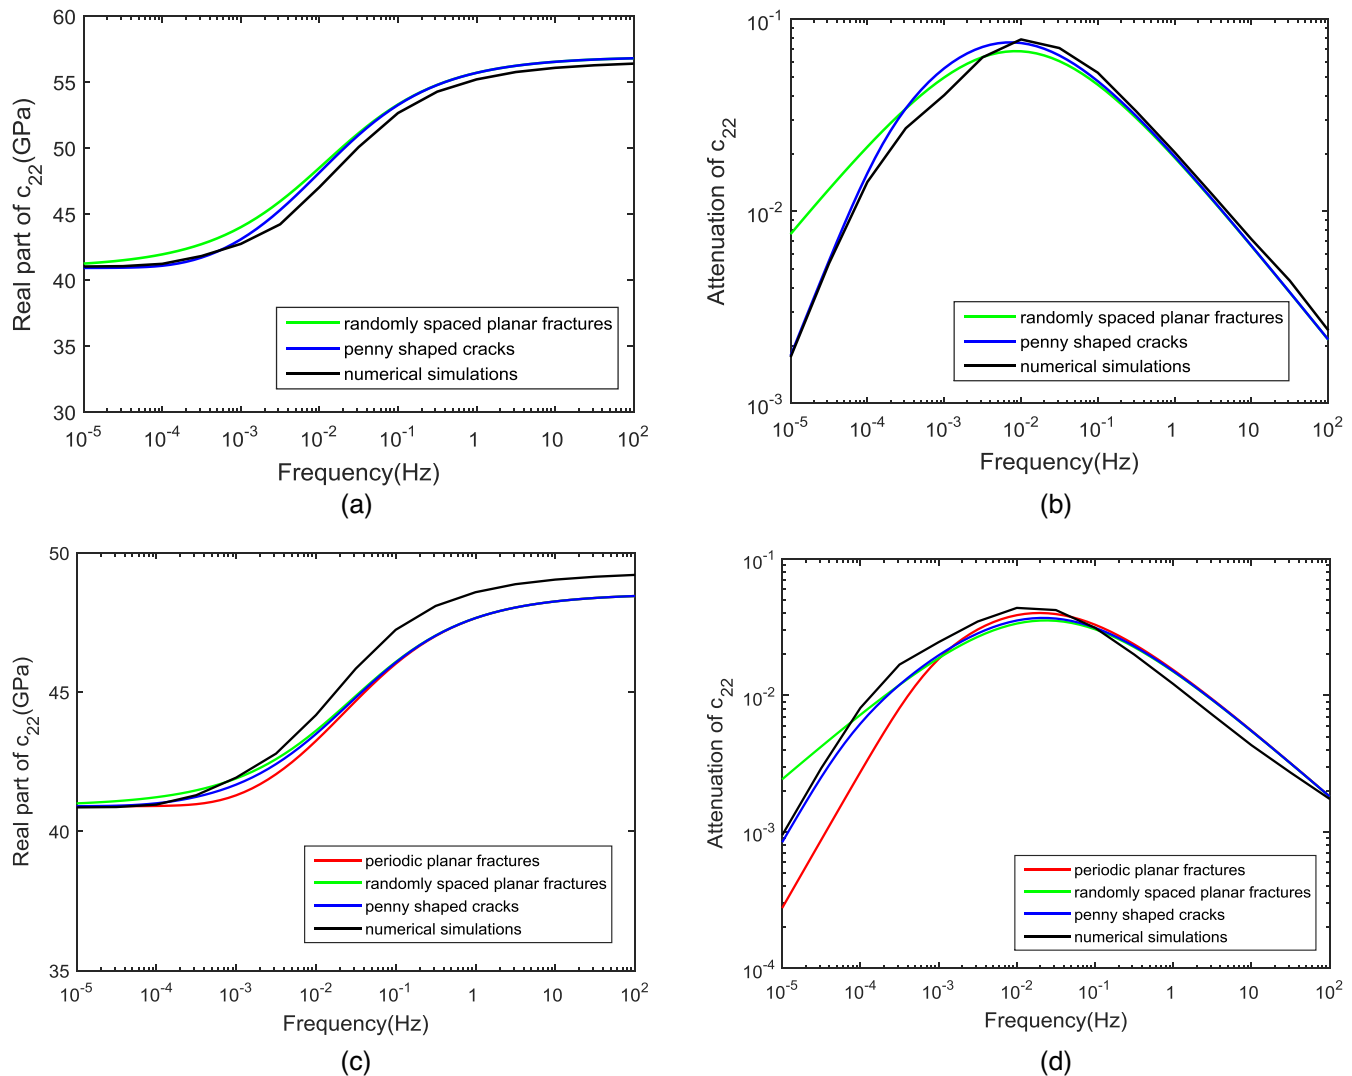 60
55
50
45
40
35
30
Real part of c22(GPa)
randomly spaced planar fractures
penny shaped cracks
numerical simulations
10-5 10-4 10-3 10-2 10-1 1 10 102
Frequency(Hz)
(a)
10-1
10-2
10-3
Attenuation of c22
randomly spaced planar fractures
penny shaped cracks
numerical simulations
10-5 10-4 10-3 10-2 10-1 1 10 102
Frequency(Hz)
(b)
50
45
40
35
Real part of c22(GPa)
periodic planar fractures
randomly spaced planar fractures
penny shaped cracks
numerical simulations
10-5 10-4 10-3 10-2 10-1 1 10 102
Frequency(Hz)
(c)
10-1
10-2
10-3
10-4
Attenuation of c22
periodic planar fractures
randomly spaced planar fractures
penny shaped cracks
numerical simulations
10-5 10-4 10-3 10-2 10-1 1 10 102
Frequency(Hz)
(d)